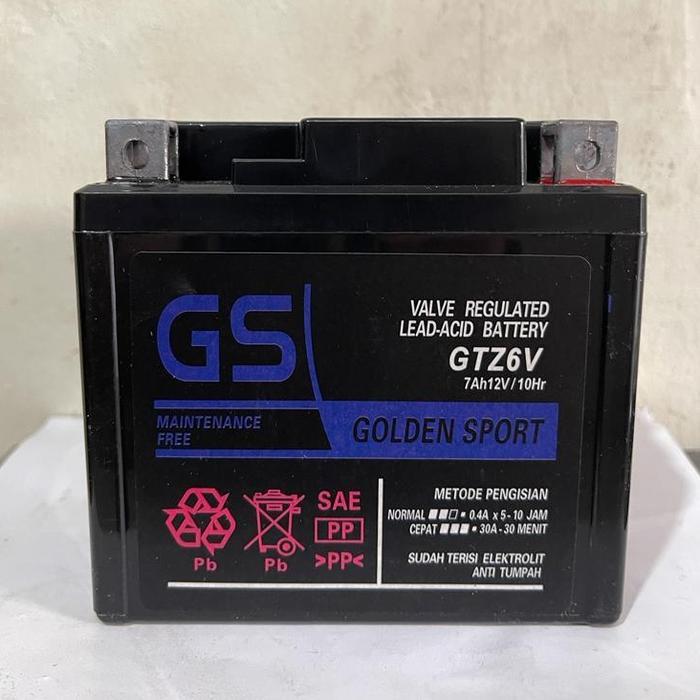 GS
VALVE REGULATED
LEAD-ACID BATTERY
GTZ6V
7Ah12V/10Hr
MAINTENANCE
FREE
GOLDEN SPORT
Pb
Pb
SAE
PP
>PP<
METODE PENGISIAN
NORMAL ■■□ • 0.4A x 5-10 JAM
CEPAT ■■■ • 30A-30 MENIT
SUDAH TERISI ELEKTROLIT
ANTI TUMPAH